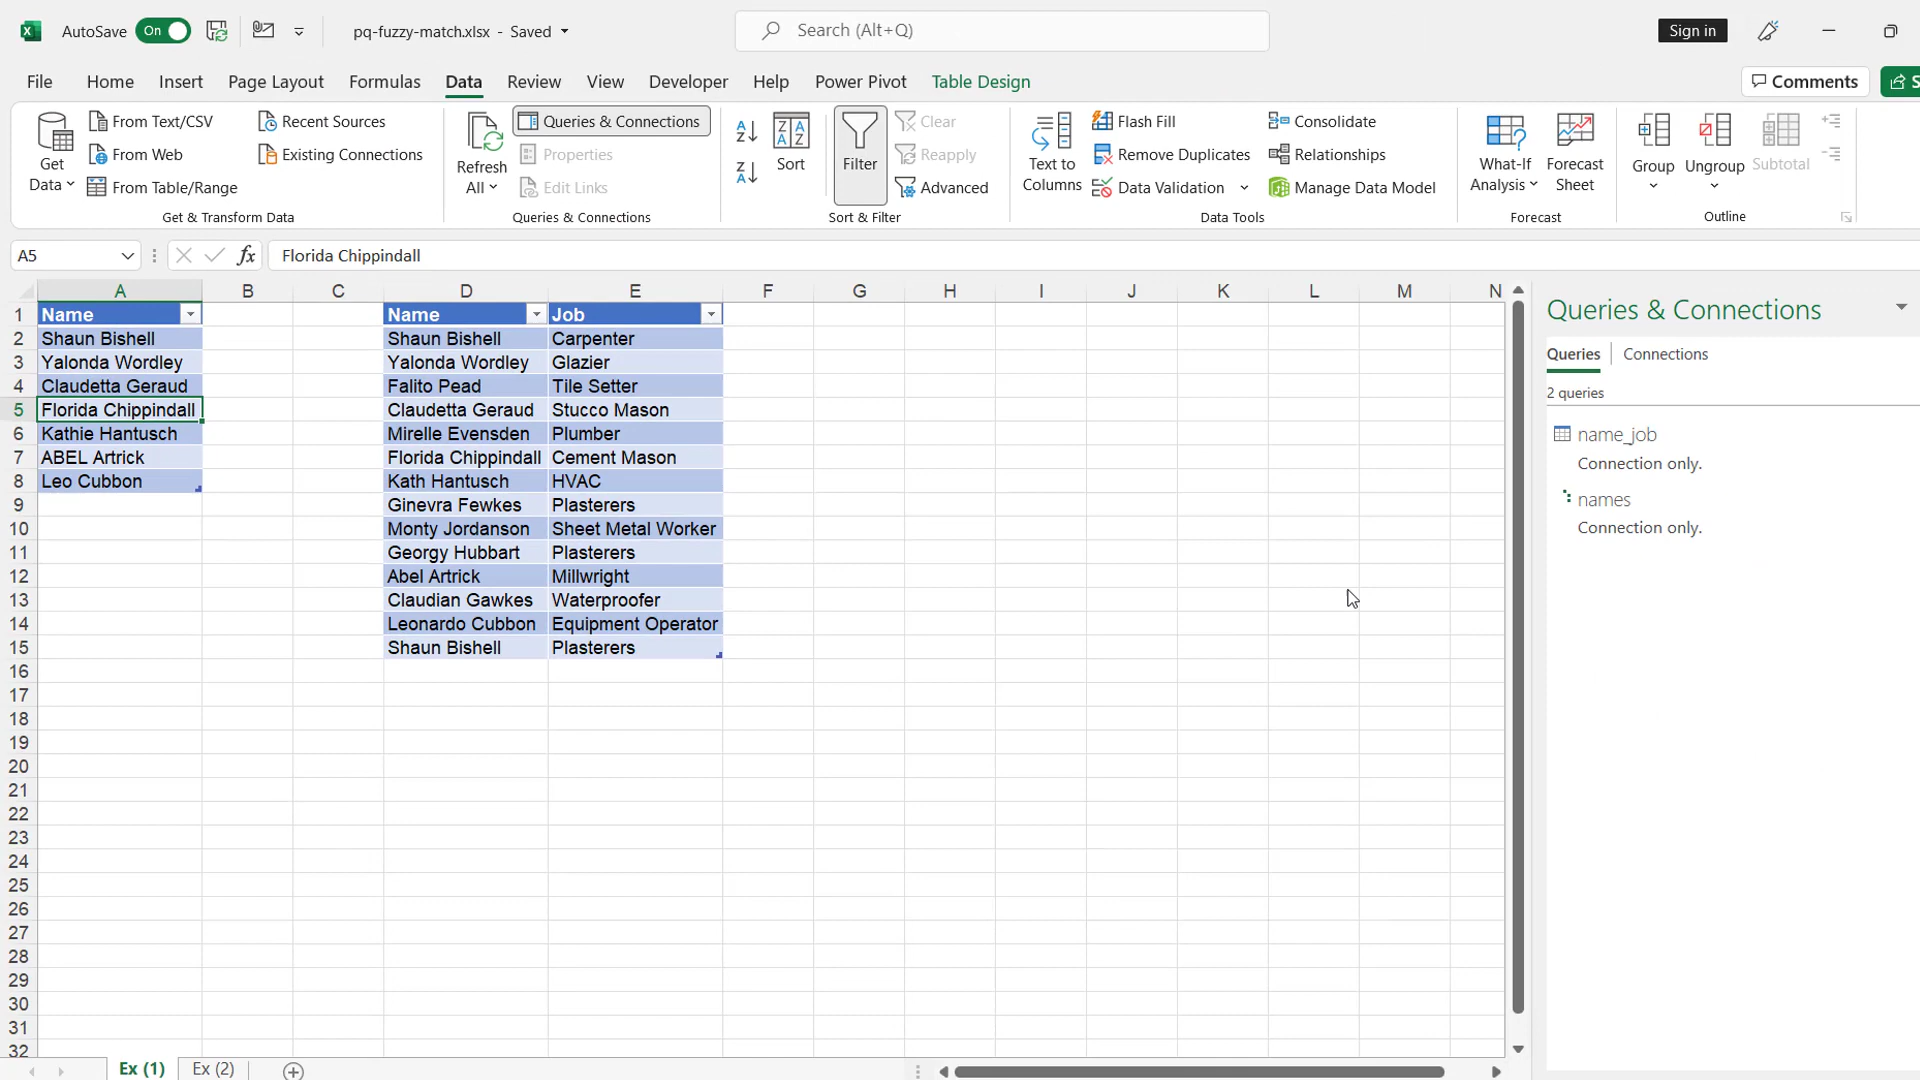 AutoSave On pq-fuzzy-match.xlsx - Saved Search (Alt+Q) Sign in
File Home Insert Page Layout Formulas Data Review View Developer Help Power Pivot Table Design Comments S
Get Data From Text/CSV From Web From Table/Range Recent Sources Existing Connections
Get & Transform Data
Refresh All Queries & Connections Properties Edit Links
Queries & Connections
Sort Filter Clear Reapply Advanced
Sort & Filter
Text to Columns Flash Fill Remove Duplicates Data Validation Consolidate Relationships Manage Data Model
Data Tools
What-If Analysis Forecast Sheet
Forecast
Group Ungroup Subtotal
Outline
A5 fx Florida Chippindall
A B C D E F G H I J K L M N
1 Name Name Job
2 Shaun Bishell Shaun Bishell Carpenter
3 Yalonda Wordley Yalonda Wordley Glazier
4 Claudetta Geraud Falito Pead Tile Setter
5 Florida Chippindall Claudetta Geraud Stucco Mason
6 Kathie Hantusch Mirelle Evensden Plumber
7 ABEL Artrick Florida Chippindall Cement Mason
8 Leo Cubbon Kath Hantusch HVAC
9 Ginevra Fewkes Plasterers
10 Monty Jordanson Sheet Metal Worker
11 Georgy Hubbart Plasterers
12 Abel Artrick Millwright
13 Claudian Gawkes Waterproofer
14 Leonardo Cubbon Equipment Operator
15 Shaun Bishell Plasterers
16
17
18
19
20
21
22
23
24
25
26
27
28
29
30
31
32
Queries & Connections
Queries Connections
2 queries
name_job
Connection only.
names
Connection only.
Ex (1) Ex (2)